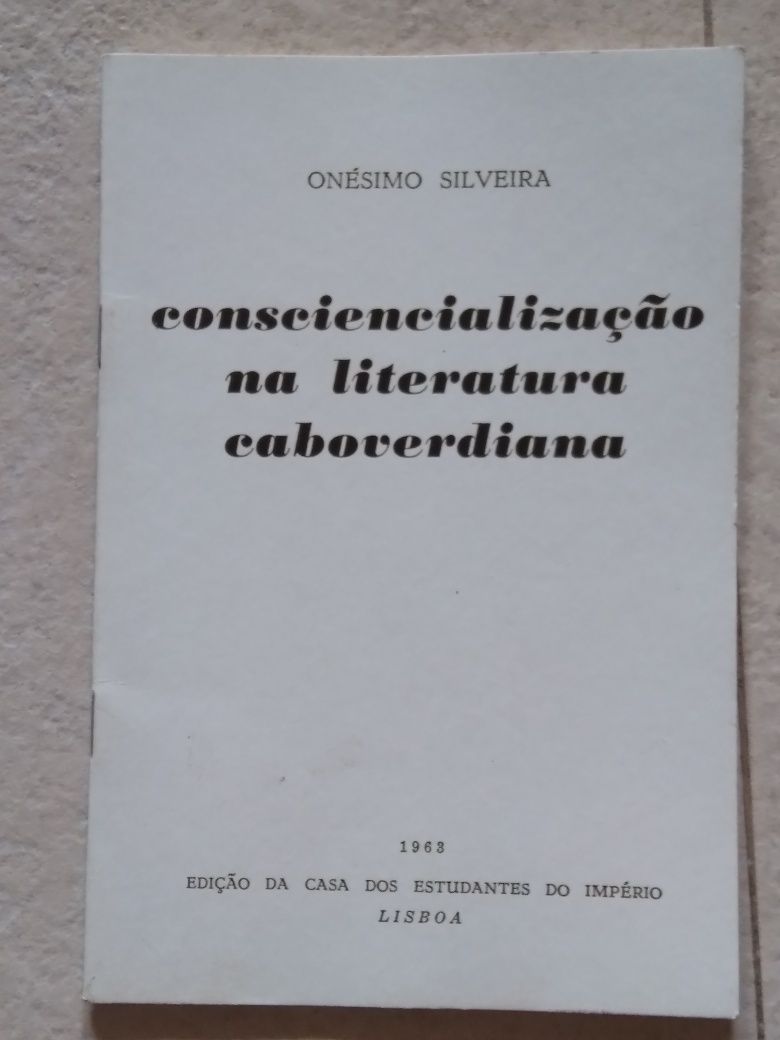 ONÉSIMO SILVEIRA
consciencialização
na literatura
caboverdiana
1963
EDIÇÃO DA CASA DOS ESTUDANTES DO IMPÉRIO
LISBOA